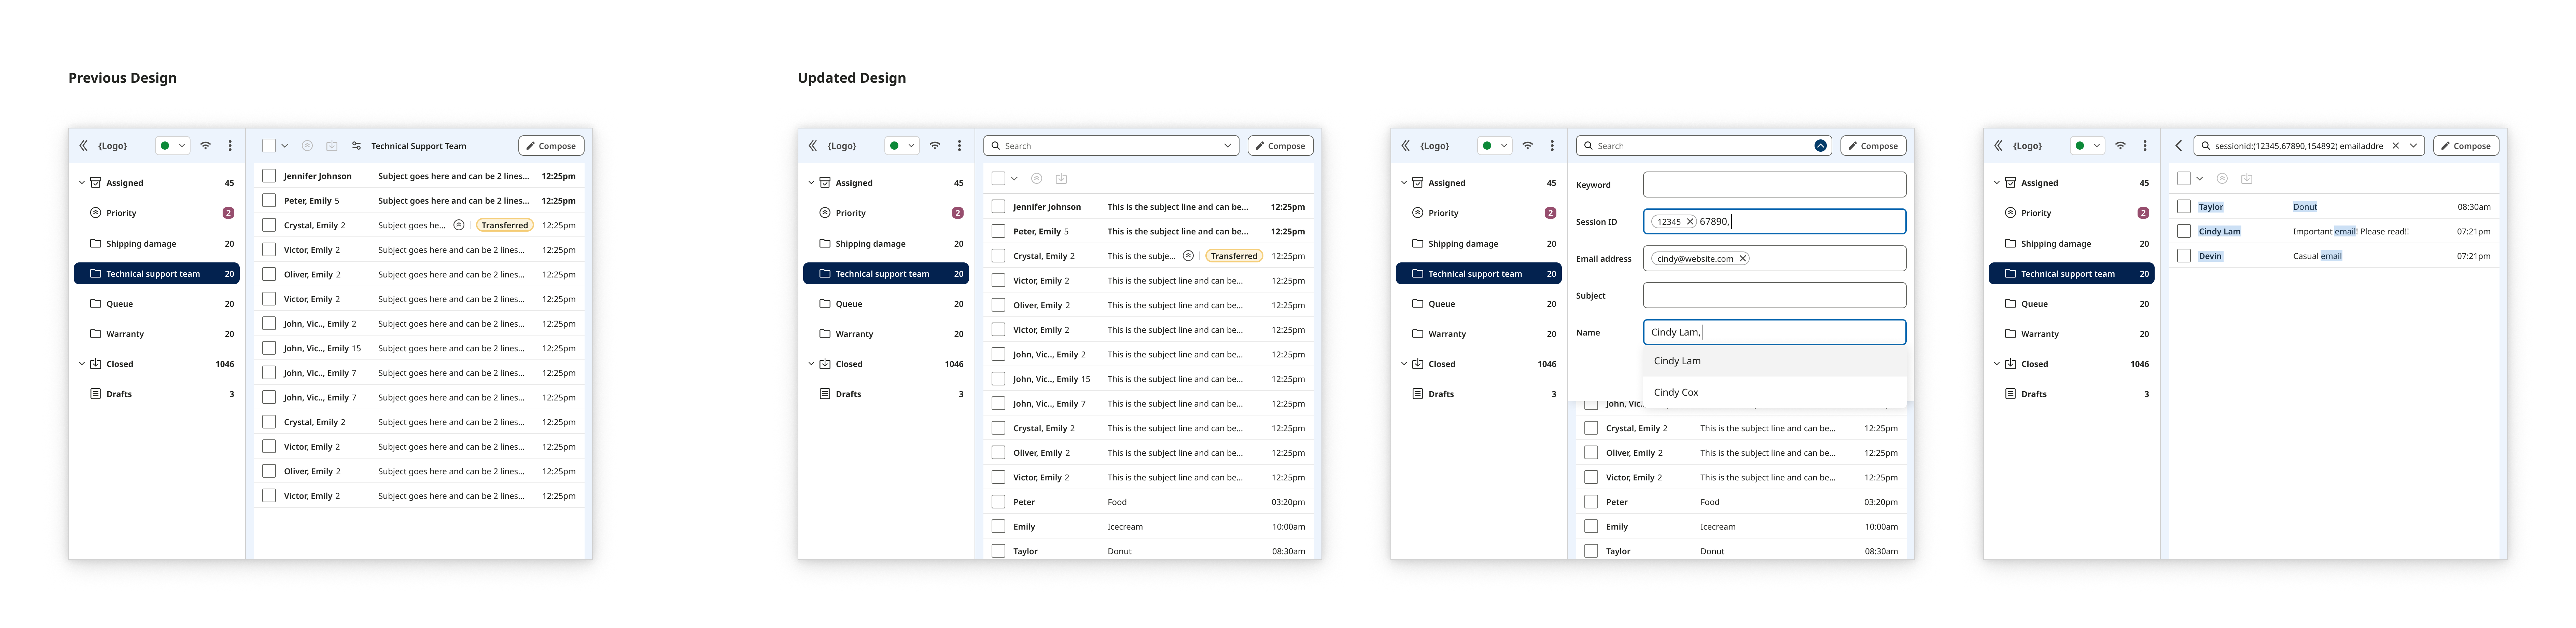 Previous Design
Updated Design
{Logo}
Technical Support Team
Compose
Assigned 45
Priority 2
Shipping damage 20
Technical support team 20
Queue 20
Warranty 20
Closed 1046
Drafts 3
Jennifer Johnson Subject goes here and can be 2 lines... 12:25pm
Peter, Emily 5 Subject goes here and can be 2 lines... 12:25pm
Crystal, Emily 2 Subject goes he... Transferred 12:25pm
Victor, Emily 2 Subject goes here and can be 2 lines... 12:25pm
Oliver, Emily 2 Subject goes here and can be 2 lines... 12:25pm
Victor, Emily 2 Subject goes here and can be 2 lines... 12:25pm
John, Vic.., Emily 2 Subject goes here and can be 2 lines... 12:25pm
John, Vic.., Emily 15 Subject goes here and can be 2 lines... 12:25pm
John, Vic.., Emily 7 Subject goes here and can be 2 lines... 12:25pm
John, Vic.., Emily 7 Subject goes here and can be 2 lines... 12:25pm
Crystal, Emily 2 Subject goes here and can be 2 lines... 12:25pm
Victor, Emily 2 Subject goes here and can be 2 lines... 12:25pm
Oliver, Emily 2 Subject goes here and can be 2 lines... 12:25pm
Victor, Emily 2 Subject goes here and can be 2 lines... 12:25pm
{Logo}
Search
Compose
Assigned 45
Priority 2
Shipping damage 20
Technical support team 20
Queue 20
Warranty 20
Closed 1046
Drafts 3
Jennifer Johnson This is the subject line and can be... 12:25pm
Peter, Emily 5 This is the subject line and can be... 12:25pm
Crystal, Emily 2 This is the subje... Transferred 12:25pm
Victor, Emily 2 This is the subject line and can be... 12:25pm
Oliver, Emily 2 This is the subject line and can be... 12:25pm
Victor, Emily 2 This is the subject line and can be... 12:25pm
John, Vic.., Emily 2 This is the subject line and can be... 12:25pm
John, Vic.., Emily 15 This is the subject line and can be... 12:25pm
John, Vic.., Emily 7 This is the subject line and can be... 12:25pm
Crystal, Emily 2 This is the subject line and can be... 12:25pm
Oliver, Emily 2 This is the subject line and can be... 12:25pm
Victor, Emily 2 This is the subject line and can be... 12:25pm
Peter Food 03:20pm
Emily Icecream 10:00am
Taylor Donut 08:30am
{Logo}
Search
Compose
Assigned 45
Priority 2
Shipping damage 20
Technical support team 20
Queue 20
Warranty 20
Closed 1046
Drafts 3
Keyword
Session ID 12345 67890,
Email address cindy@website.com
Subject
Name Cindy Lam,
Cindy Lam
Cindy Cox
John, Vic..
Crystal, Emily 2 This is the subject line and can be... 12:25pm
Oliver, Emily 2 This is the subject line and can be... 12:25pm
Victor, Emily 2 This is the subject line and can be... 12:25pm
Peter Food 03:20pm
Emily Icecream 10:00am
Taylor Donut 08:30am
{Logo}
sessionid:(12345,67890,154892) emailaddre
Compose
Assigned 45
Priority 2
Shipping damage 20
Technical support team 20
Queue 20
Warranty 20
Closed 1046
Drafts 3
Taylor Donut 08:30am
Cindy Lam Important email! Please read!! 07:21pm
Devin Casual email 07:21pm